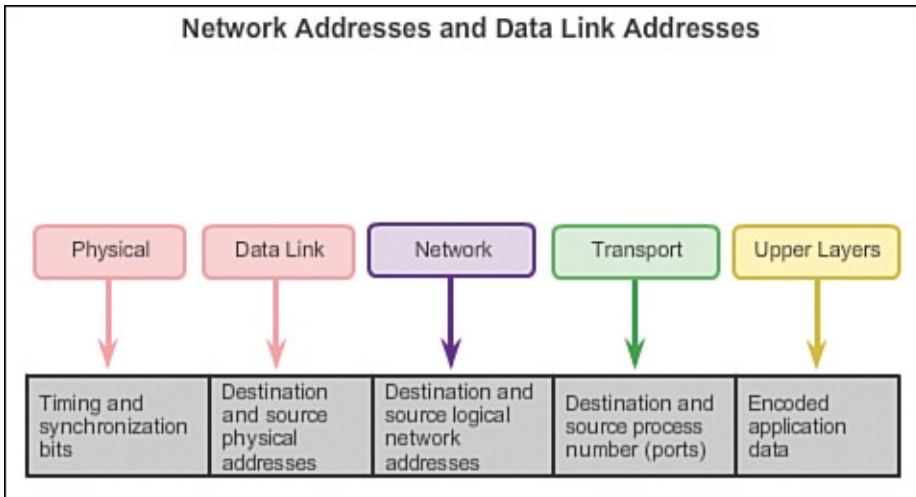 Network Addresses and Data Link Addresses
Physical
Data Link
Network
Transport
Upper Layers
Timing and
synchronization
bits
Destination
and source
physical
addresses
Destination and
source logical
network
addresses
Destination and
source process
number (ports)
Encoded
application
data